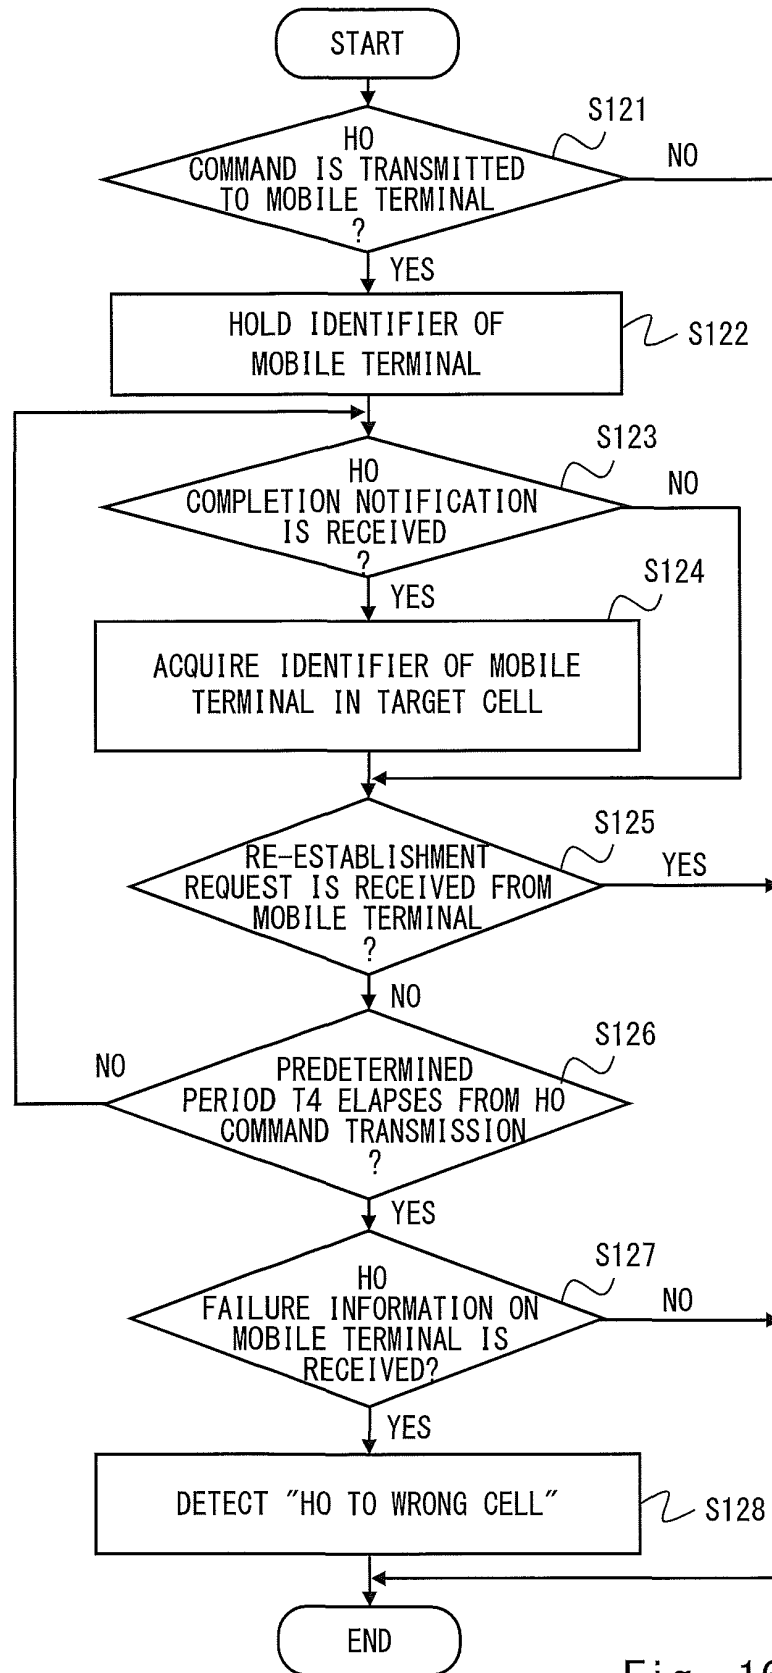 START
S121
HO
COMMAND IS TRANSMITTED
TO MOBILE TERMINAL
?
NO
YES
HOLD IDENTIFIER OF
MOBILE TERMINAL
S122
S123
HO
COMPLETION NOTIFICATION
IS RECEIVED
?
NO
YES
S124
ACQUIRE IDENTIFIER OF MOBILE
TERMINAL IN TARGET CELL
S125
RE-ESTABLISHMENT
REQUEST IS RECEIVED FROM
MOBILE TERMINAL
?
YES
NO
S126
NO
PREDETERMINED
PERIOD T4 ELAPSES FROM HO
COMMAND TRANSMISSION
?
YES
S127
HO
FAILURE INFORMATION ON
MOBILE TERMINAL IS
RECEIVED?
NO
YES
DETECT "HO TO WRONG CELL"
S128
END
Fig.